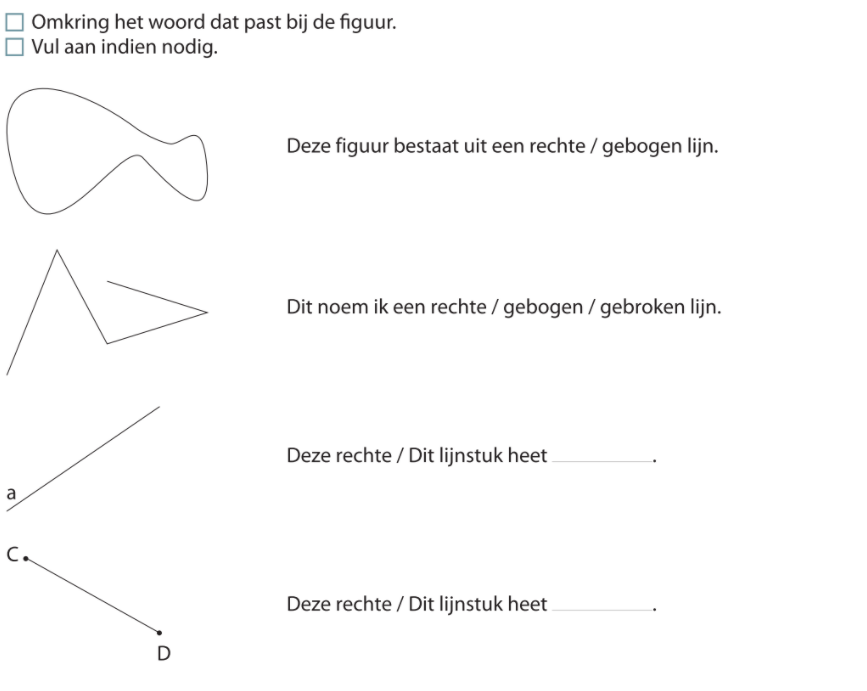 Omkring het woord dat past bij de figuur.
Vul aan indien nodig.
Deze figuur bestaat uit een rechte / gebogen lijn.
Dit noem ik een rechte / gebogen / gebroken lijn.
Deze rechte / Dit lijnstuk heet __________.
a
C
Deze rechte / Dit lijnstuk heet __________.
D